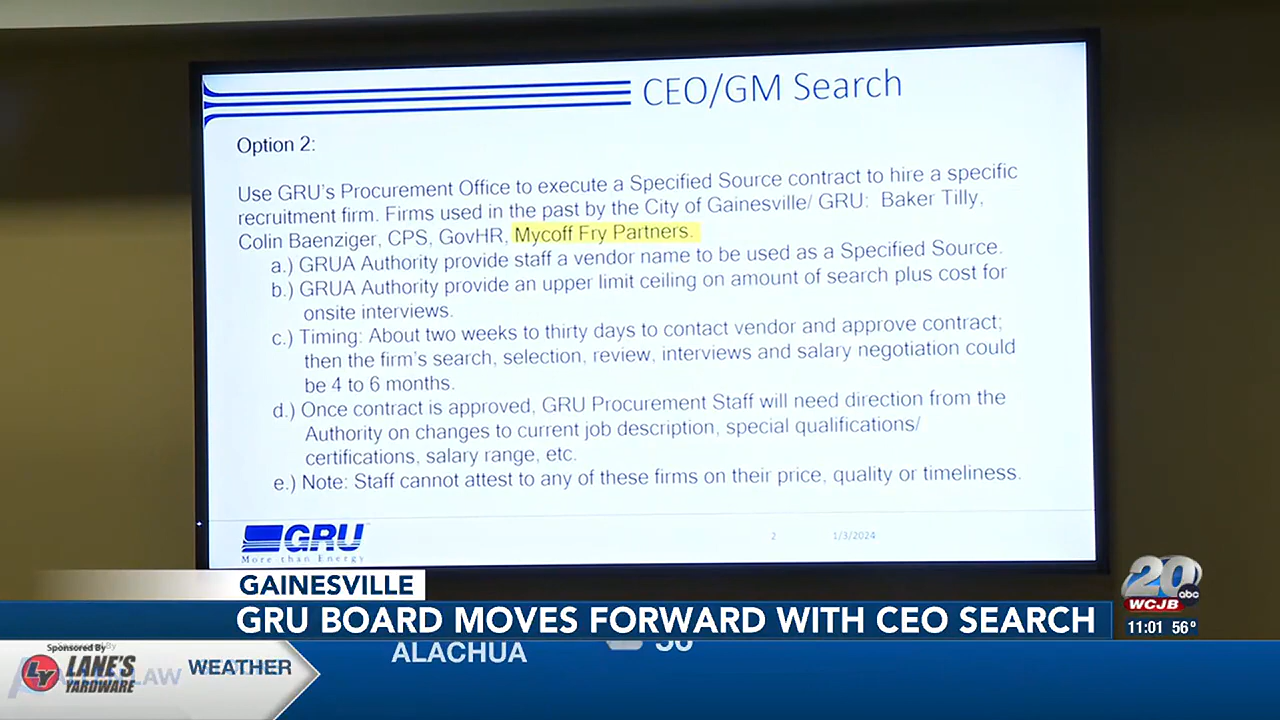 CEO/GM Search
Option 2:
Use GRU's Procurement Office to execute a Specified Source contract to hire a specific
recruitment firm. Firms used in the past by the City of Gainesville/ GRU: Baker Tilly,
Colin Baenziger, CPS, GovHR, Mycoff Fry Partners.
a.) GRUA Authority provide staff a vendor name to be used as a Specified Source.
b.) GRUA Authority provide an upper limit ceiling on amount of search plus cost for
onsite interviews.
c.) Timing: About two weeks to thirty days to contact vendor and approve contract;
then the firm's search, selection, review, interviews and salary negotiation could
be 4 to 6 months.
d.) Once contract is approved, GRU Procurement Staff will need direction from the
Authority on changes to current job description, special qualifications/
certifications, salary range, etc.
e.) Note: Staff cannot attest to any of these firms on their price, quality or timeliness.
GRU
More than Energy
2
1/3/2024
GAINESVILLE
GRU BOARD MOVES FORWARD WITH CEO SEARCH
20
abc
WCJB
11:01 56°
Sponsored By
LY LANE'S
YARDWARE
WEATHER
LAW
ALACHUA